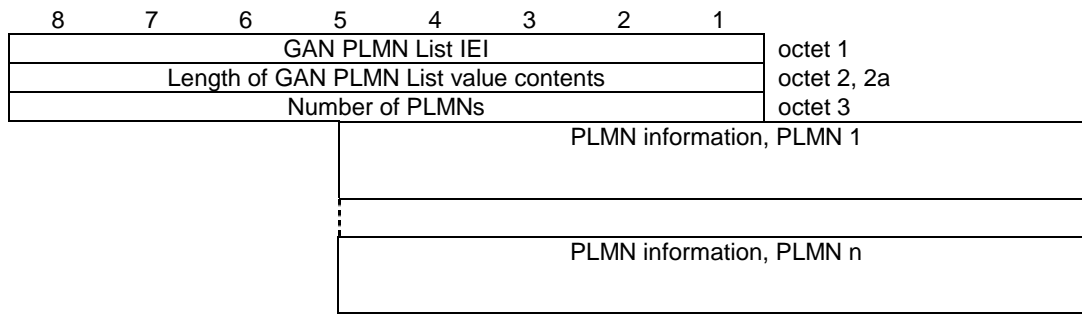 8 7 6 5 4 3 2 1
GAN PLMN List IEI octet 1
Length of GAN PLMN List value contents octet 2, 2a
Number of PLMNs octet 3
PLMN information, PLMN 1
PLMN information, PLMN n